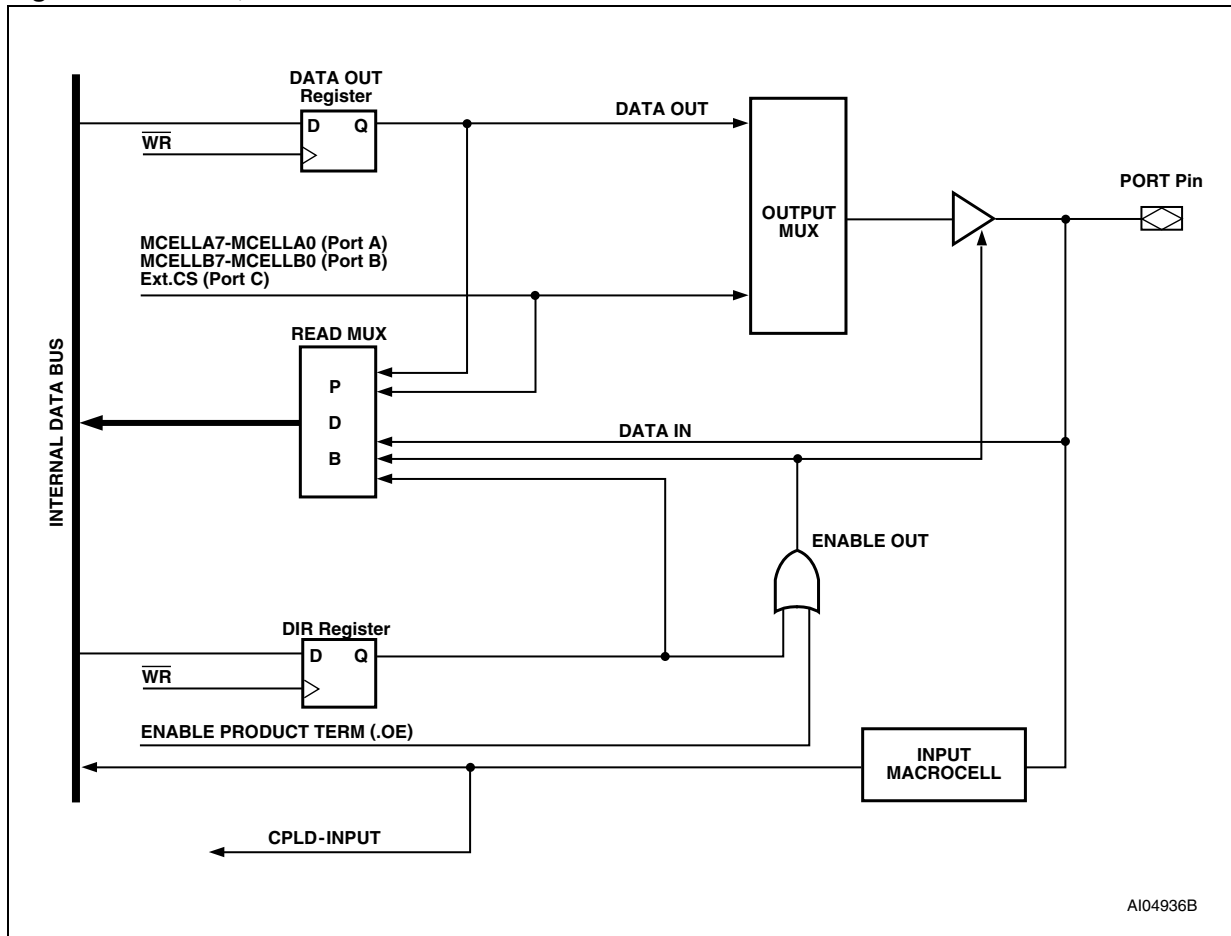 DATA OUT
Register
D Q
WR
DATA OUT
OUTPUT
MUX
PORT Pin
MCELLA7-MCELLA0 (Port A)
MCELLB7-MCELLB0 (Port B)
Ext.CS (Port C)
READ MUX
P
D
B
INTERNAL DATA BUS
DATA IN
ENABLE OUT
DIR Register
D Q
WR
ENABLE PRODUCT TERM (.OE)
INPUT
MACROCELL
CPLD-INPUT
AI04936B